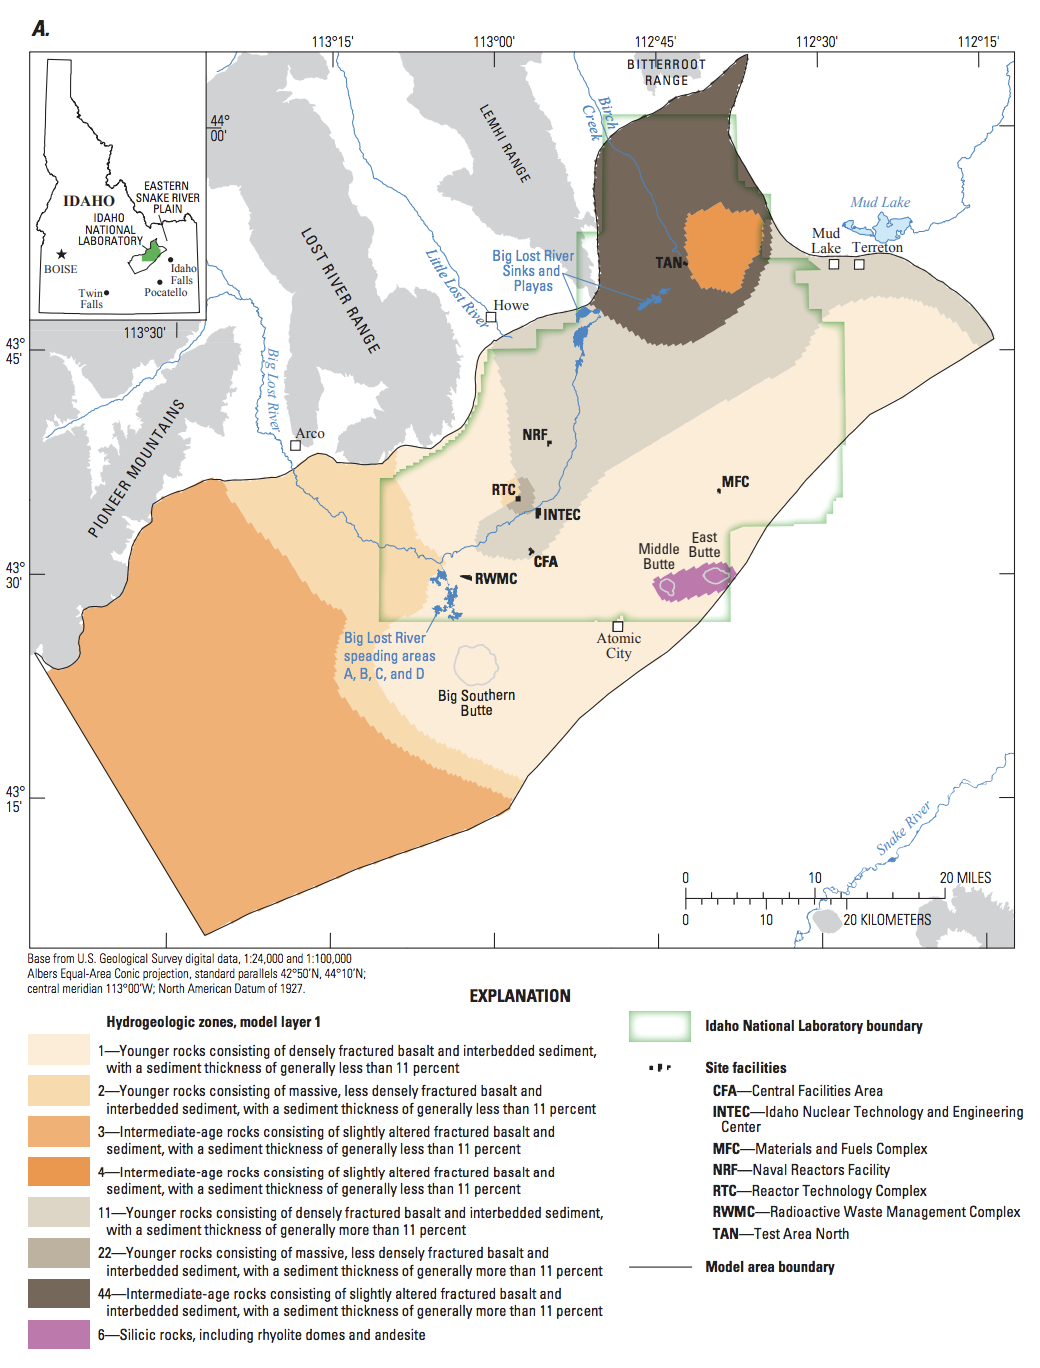 A.
113°15'
113°00'
112°45'
112°30'
112°15'
BITTERROOT
RANGE
44°
00'
Birch
Creek
LEMHI RANGE
IDAHO
EASTERN
SNAKE RIVER
PLAIN
IDAHO
NATIONAL
LABORATORY
BOISE
Idaho
Falls
Twin
Falls
Pocatello
113°30'
LOST RIVER RANGE
Little Lost River
Big Lost River
Sinks and
Playas
TAN
Mud Lake
Mud
Lake
Terreton
Howe
43°
45'
Big Lost River
Arco
PIONEER MOUNTAINS
NRF
RTC
INTEC
MFC
CFA
East
Butte
Middle
Butte
43°
30'
RWMC
Big Lost River
speading areas
A, B, C, and D
Atomic
City
Big Southern
Butte
43°
15'
Snake River
0 10 20 MILES
0 10 20 KILOMETERS
Base from U.S. Geological Survey digital data, 1:24,000 and 1:100,000
Albers Equal-Area Conic projection, standard parallels 42°50'N, 44°10'N;
central meridian 113°00'W; North American Datum of 1927.
EXPLANATION
Hydrogeologic zones, model layer 1
1—Younger rocks consisting of densely fractured basalt and interbedded sediment,
with a sediment thickness of generally less than 11 percent
2—Younger rocks consisting of massive, less densely fractured basalt and
interbedded sediment, with a sediment thickness of generally less than 11 percent
3—Intermediate-age rocks consisting of slightly altered fractured basalt and
sediment, with a sediment thickness of generally less than 11 percent
4—Intermediate-age rocks consisting of slightly altered fractured basalt and
sediment, with a sediment thickness of generally less than 11 percent
11—Younger rocks consisting of densely fractured basalt and interbedded sediment,
with a sediment thickness of generally more than 11 percent
22—Younger rocks consisting of massive, less densely fractured basalt and
interbedded sediment, with a sediment thickness of generally more than 11 percent
44—Intermediate-age rocks consisting of slightly altered fractured basalt and
interbedded sediment, with a sediment thickness of generally more than 11 percent
6—Silicic rocks, including rhyolite domes and andesite
Idaho National Laboratory boundary
Site facilities
CFA—Central Facilities Area
INTEC—Idaho Nuclear Technology and Engineering
Center
MFC—Materials and Fuels Complex
NRF—Naval Reactors Facility
RTC—Reactor Technology Complex
RWMC—Radioactive Waste Management Complex
TAN—Test Area North
Model area boundary